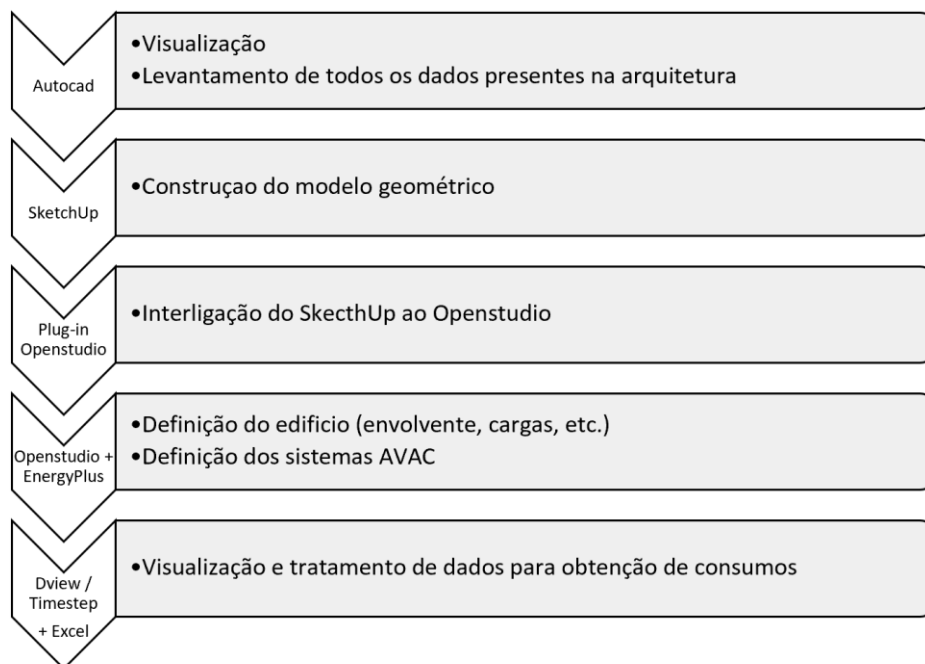 Autocad
•Visualização
•Levantamento de todos os dados presentes na arquitetura
SketchUp
•Construçao do modelo geométrico
Plug-in
Openstudio
•Interligação do SkecthUp ao Openstudio
Openstudio +
EnergyPlus
•Definição do edificio (envolvente, cargas, etc.)
•Definição dos sistemas AVAC
Dview /
Timestep
+ Excel
•Visualização e tratamento de dados para obtenção de consumos